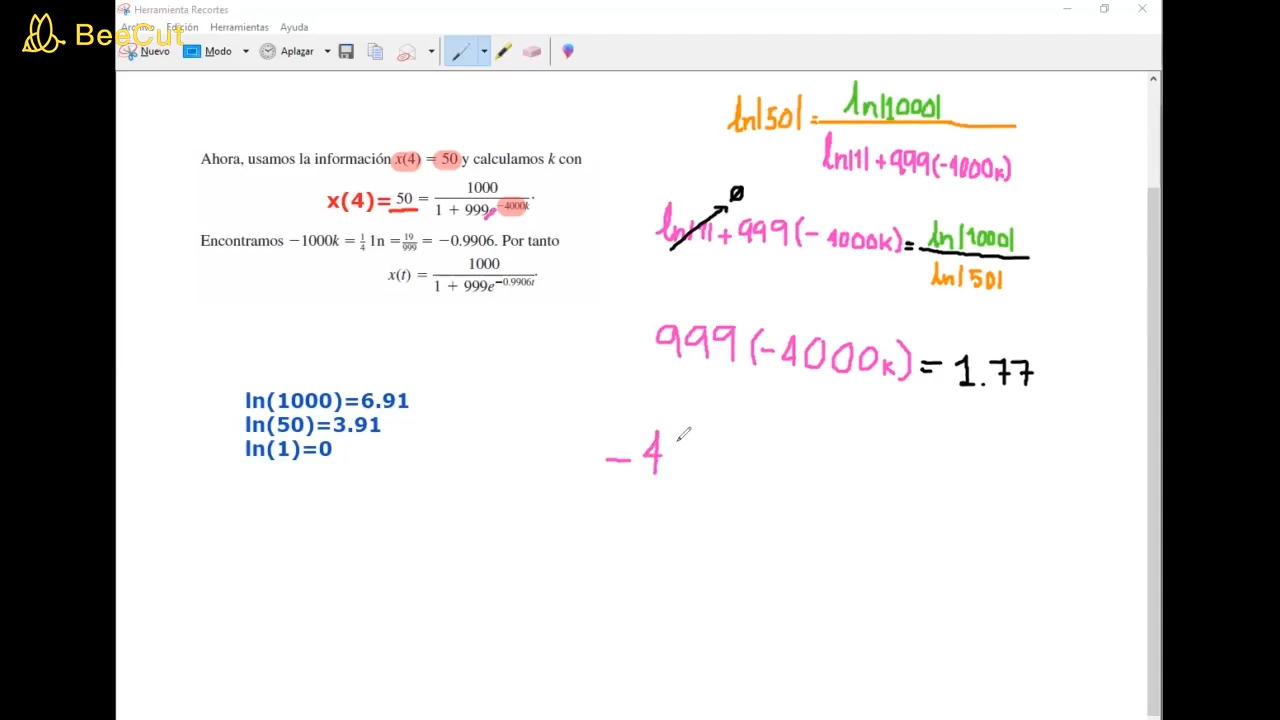 Herramienta Recortes
Archivo Edición Herramientas Ayuda
BeeCut
Nuevo Modo Aplazar
Ahora, usamos la información x(4) = 50 y calculamos k con
x(4)= 50 = 1000 / 1 + 999e^-4000k.
Encontramos −1000k = 1/4 ln = 19/999 = −0.9906. Por tanto
x(t) = 1000 / 1 + 999e^-0.9906t.
ln(1000)=6.91
ln(50)=3.91
ln(1)=0
ln|50| = ln|1000| / ln|1| + 999(-4000k)
ln|1| + 999(-4000k) = ln|1000| / ln|50|
0
999(-4000k) = 1.77
-4